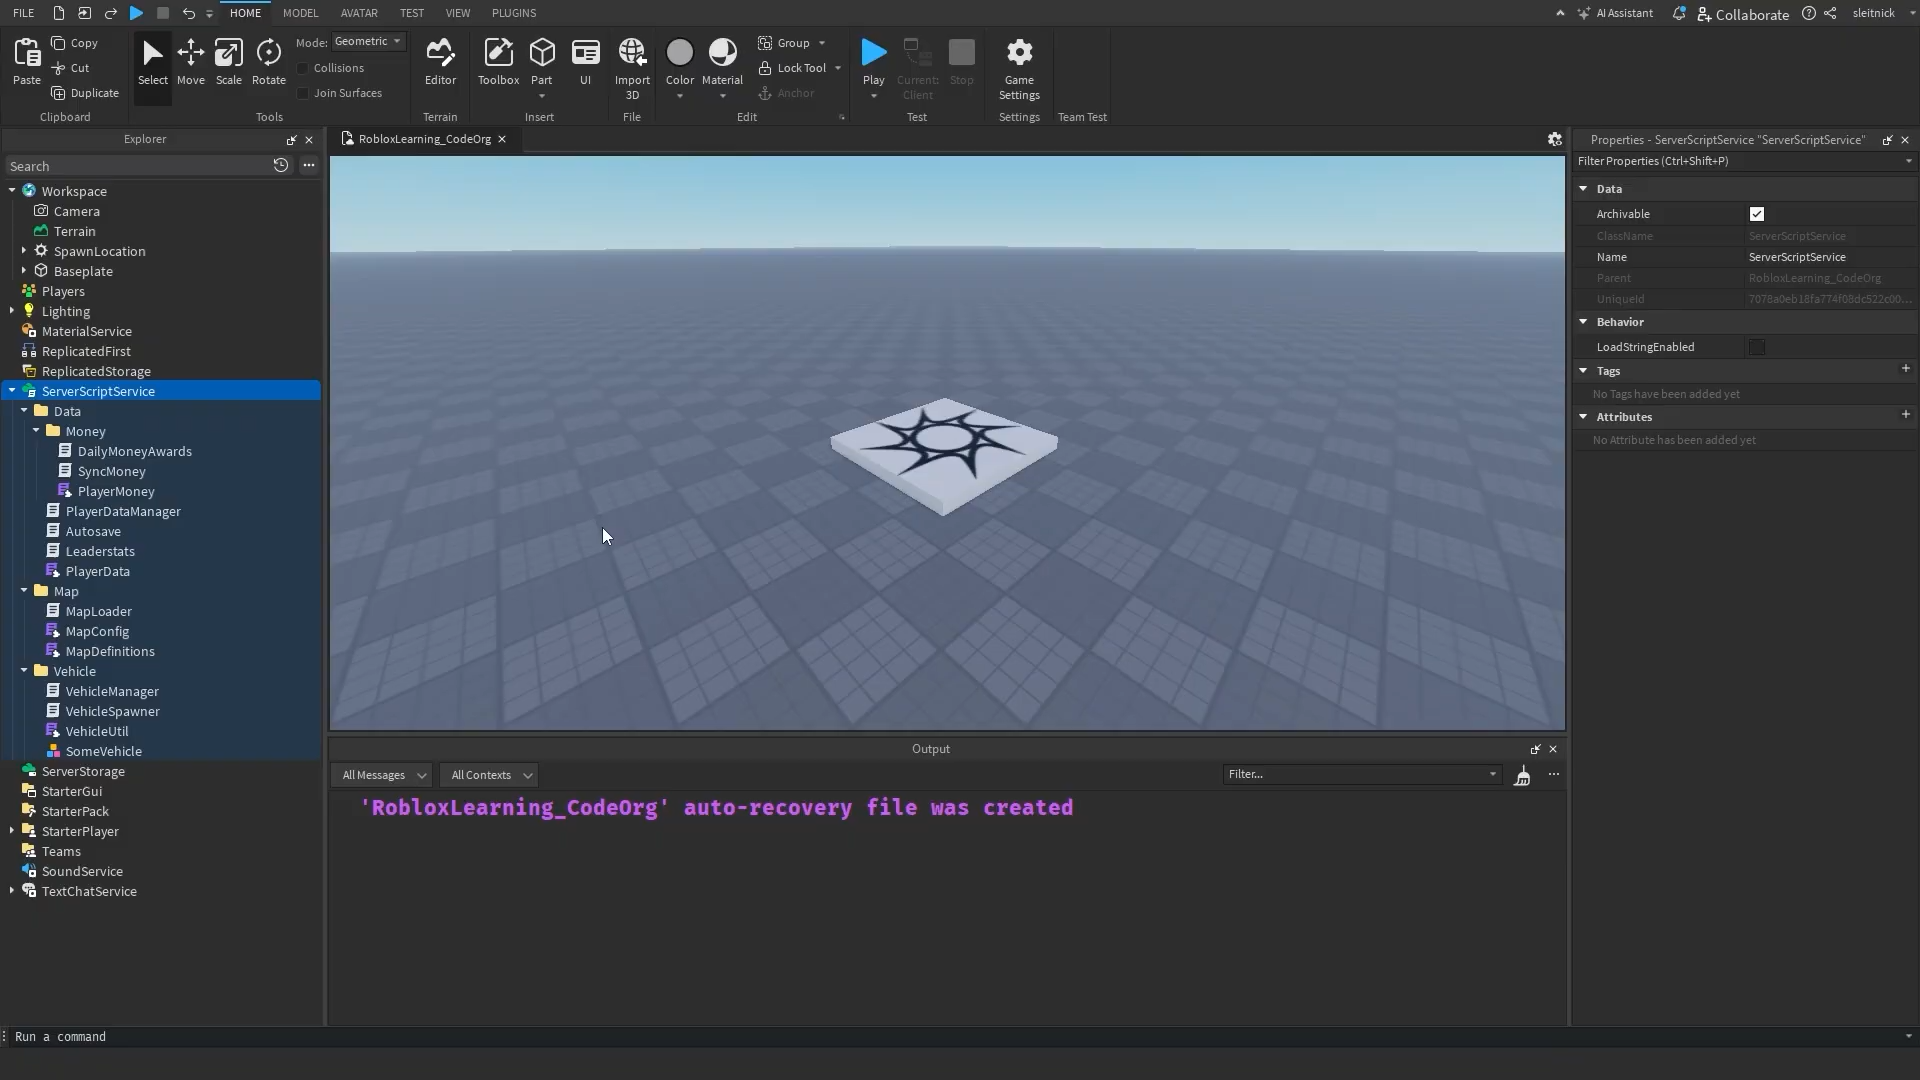 FILE
HOME
MODEL
AVATAR
TEST
VIEW
PLUGINS
AI Assistant
Collaborate
sleitnick
Paste
Copy
Cut
Duplicate
Clipboard
Select
Move
Scale
Rotate
Mode:
Geometric
Collisions
Join Surfaces
Tools
Editor
Terrain
Toolbox
Part
UI
Insert
Import
3D
File
Color
Material
Group
Lock Tool
Anchor
Edit
Play
Current:
Client
Stop
Test
Game
Settings
Settings
Team Test
Explorer
Search
Workspace
Camera
Terrain
SpawnLocation
Baseplate
Players
Lighting
MaterialService
ReplicatedFirst
ReplicatedStorage
ServerScriptService
Data
Money
DailyMoneyAwards
SyncMoney
PlayerMoney
PlayerDataManager
Autosave
Leaderstats
PlayerData
Map
MapLoader
MapConfig
MapDefinitions
Vehicle
VehicleManager
VehicleSpawner
VehicleUtil
SomeVehicle
ServerStorage
StarterGui
StarterPack
StarterPlayer
Teams
SoundService
TextChatService
RobloxLearning_CodeOrg
Output
All Messages
All Contexts
Filter...
'RobloxLearning_CodeOrg' auto-recovery file was created
Properties - ServerScriptService "ServerScriptService"
Filter Properties (Ctrl+Shift+P)
Data
Archivable
ClassName ServerScriptService
Name ServerScriptService
Parent RobloxLearning_CodeOrg
UniqueId 7078a0eb18fa774f08dc522c00...
Behavior
LoadStringEnabled
Tags
No Tags have been added yet
Attributes
No Attribute has been added yet
Run a command